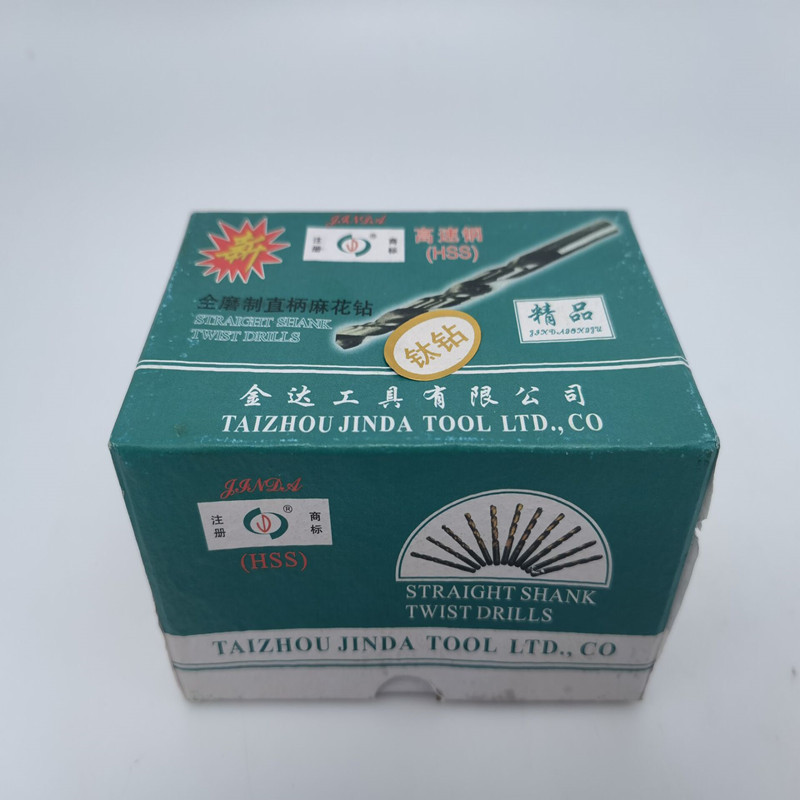 JINDA
新
注册
®
商标
高速钢
(HSS)
全磨制直柄麻花钻
STRAIGHT SHANK
TWIST DRILLS
钛钻
精品
金达工具有限公司
TAIZHOU JINDA TOOL LTD.,CO
JINDA
注册
®
商标
(HSS)
STRAIGHT SHANK
TWIST DRILLS
TAIZHOU JINDA TOOL LTD.,CO